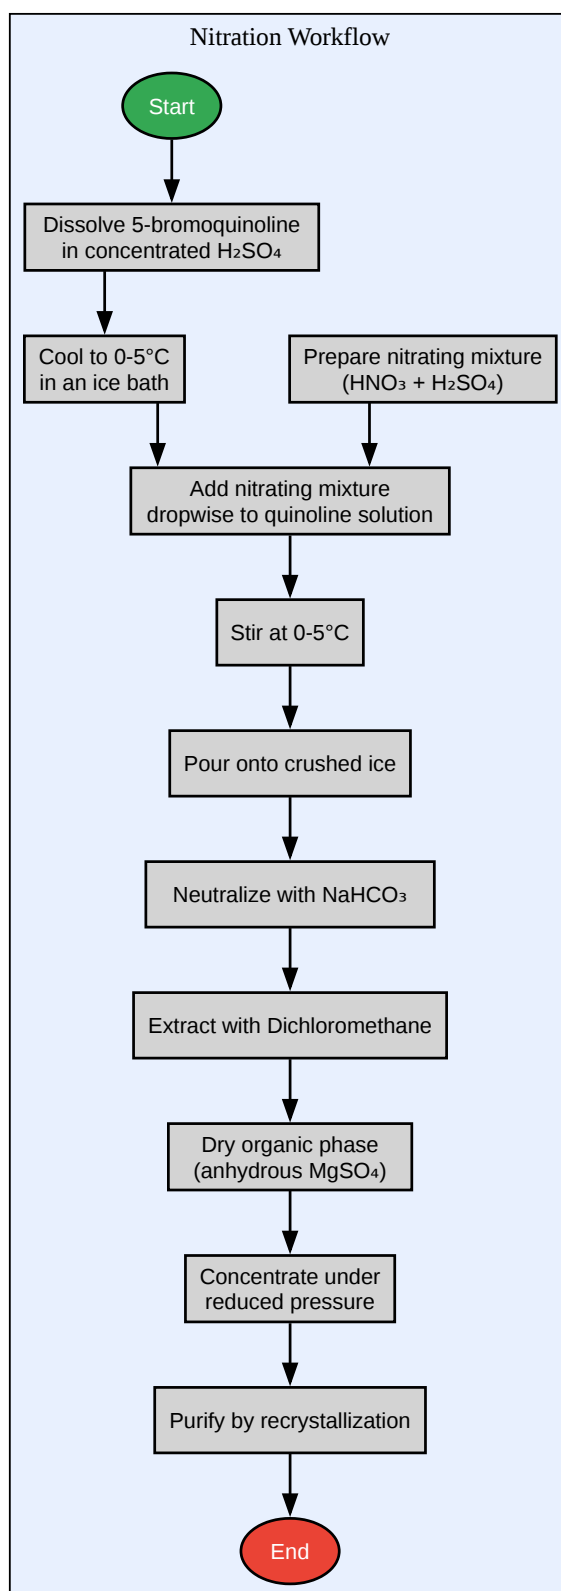 Nitration Workflow
Start
Dissolve 5-bromoquinoline
in concentrated H₂SO₄
Cool to 0-5°C
in an ice bath
Prepare nitrating mixture
(HNO₃ + H₂SO₄)
Add nitrating mixture
dropwise to quinoline solution
Stir at 0-5°C
Pour onto crushed ice
Neutralize with NaHCO₃
Extract with Dichloromethane
Dry organic phase
(anhydrous MgSO₄)
Concentrate under
reduced pressure
Purify by recrystallization
End